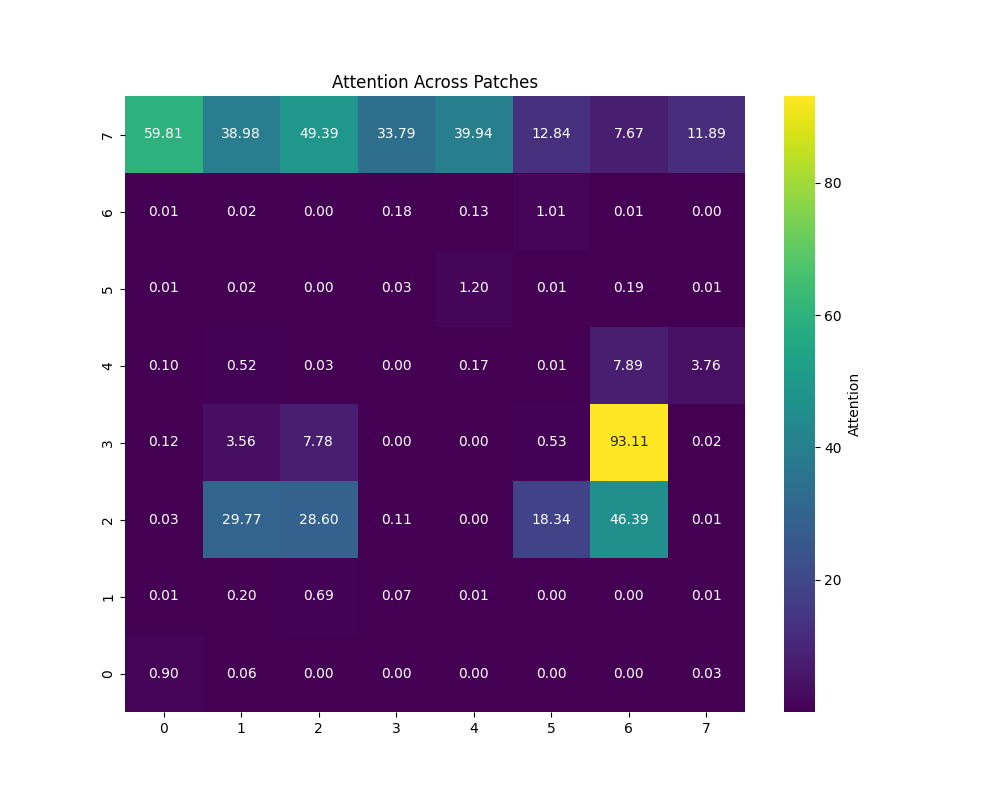 Attention Across Patches
7 59.81 38.98 49.39 33.79 39.94 12.84 7.67 11.89
6 0.01 0.02 0.00 0.18 0.13 1.01 0.01 0.00
5 0.01 0.02 0.00 0.03 1.20 0.01 0.19 0.01
4 0.10 0.52 0.03 0.00 0.17 0.01 7.89 3.76
3 0.12 3.56 7.78 0.00 0.00 0.53 93.11 0.02
2 0.03 29.77 28.60 0.11 0.00 18.34 46.39 0.01
1 0.01 0.20 0.69 0.07 0.01 0.00 0.00 0.01
0 0.90 0.06 0.00 0.00 0.00 0.00 0.00 0.03
0 1 2 3 4 5 6 7
80
60
40
20
Attention